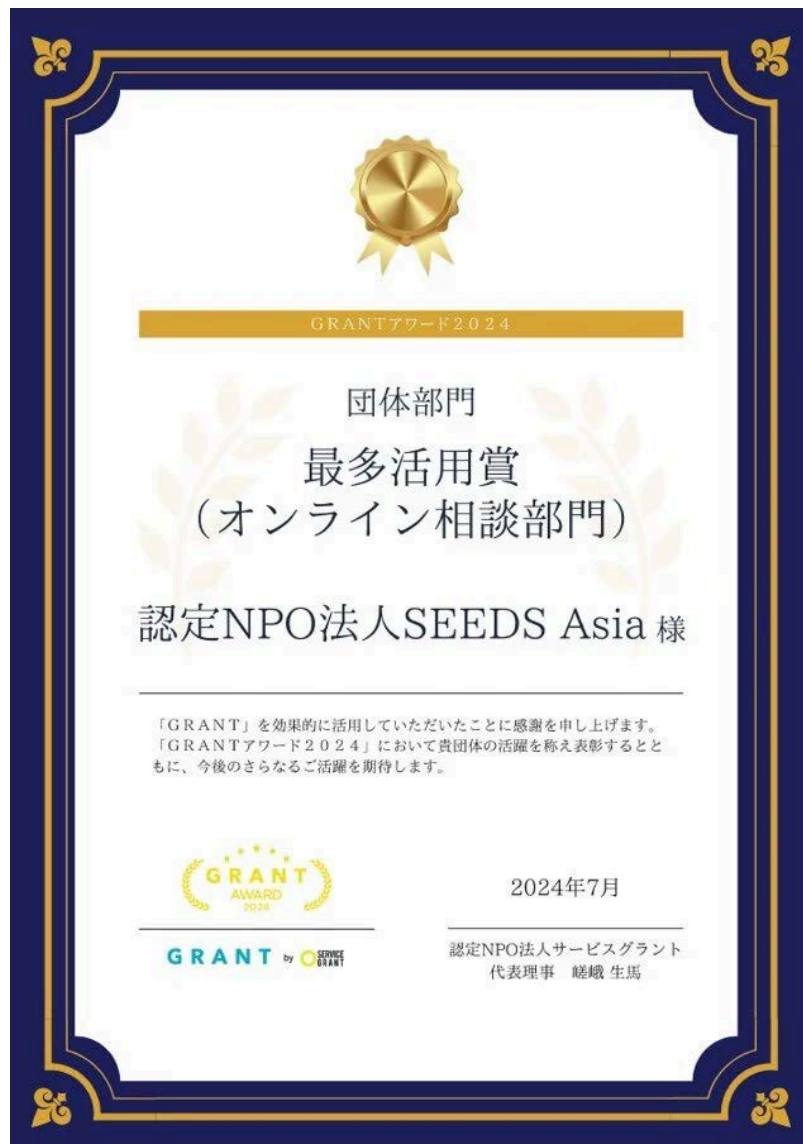 GRANTアワード2024
団体部門
最多活用賞
（オンライン相談部門）
認定NPO法人SEEDS Asia 様
「ＧＲＡＮＴ」を効果的に活用していただいたことに感謝を申し上げます。
「ＧＲＡＮＴアワード２０２４」において貴団体の活躍を称え表彰するとと
もに、今後のさらなるご活躍を期待します。
GRANT
AWARD
2024
2024年7月
GRANT by SERVICE GRANT
認定NPO法人サービスグラント
代表理事　嵯峨 生馬